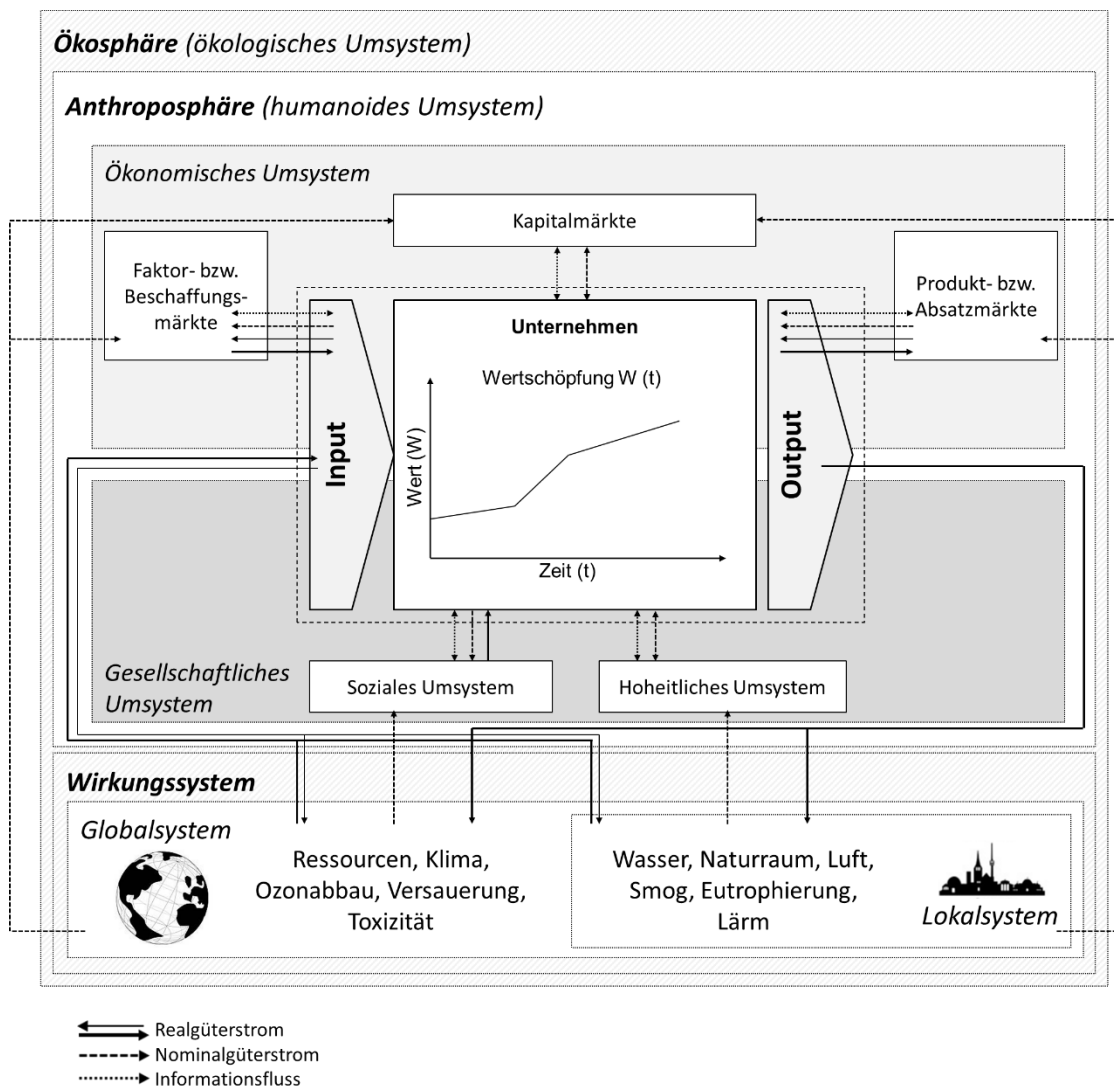 Ökosphäre (ökologisches Umsystem)
Anthroposphäre (humanoides Umsystem)
Ökonomisches Umsystem
Kapitalmärkte
Faktor- bzw.
Beschaffungs-
märkte
Produkt- bzw.
Absatzmärkte
Unternehmen
Wertschöpfung W (t)
Wert (W)
Zeit (t)
Input
Output
Gesellschaftliches
Umsystem
Soziales Umsystem
Hoheitliches Umsystem
Wirkungssystem
Globalsystem
Ressourcen, Klima,
Ozonabbau, Versauerung,
Toxizität
Wasser, Naturraum, Luft,
Smog, Eutrophierung,
Lärm
Lokalsystem
Realgüterstrom
Nominalgüterstrom
Informationsfluss